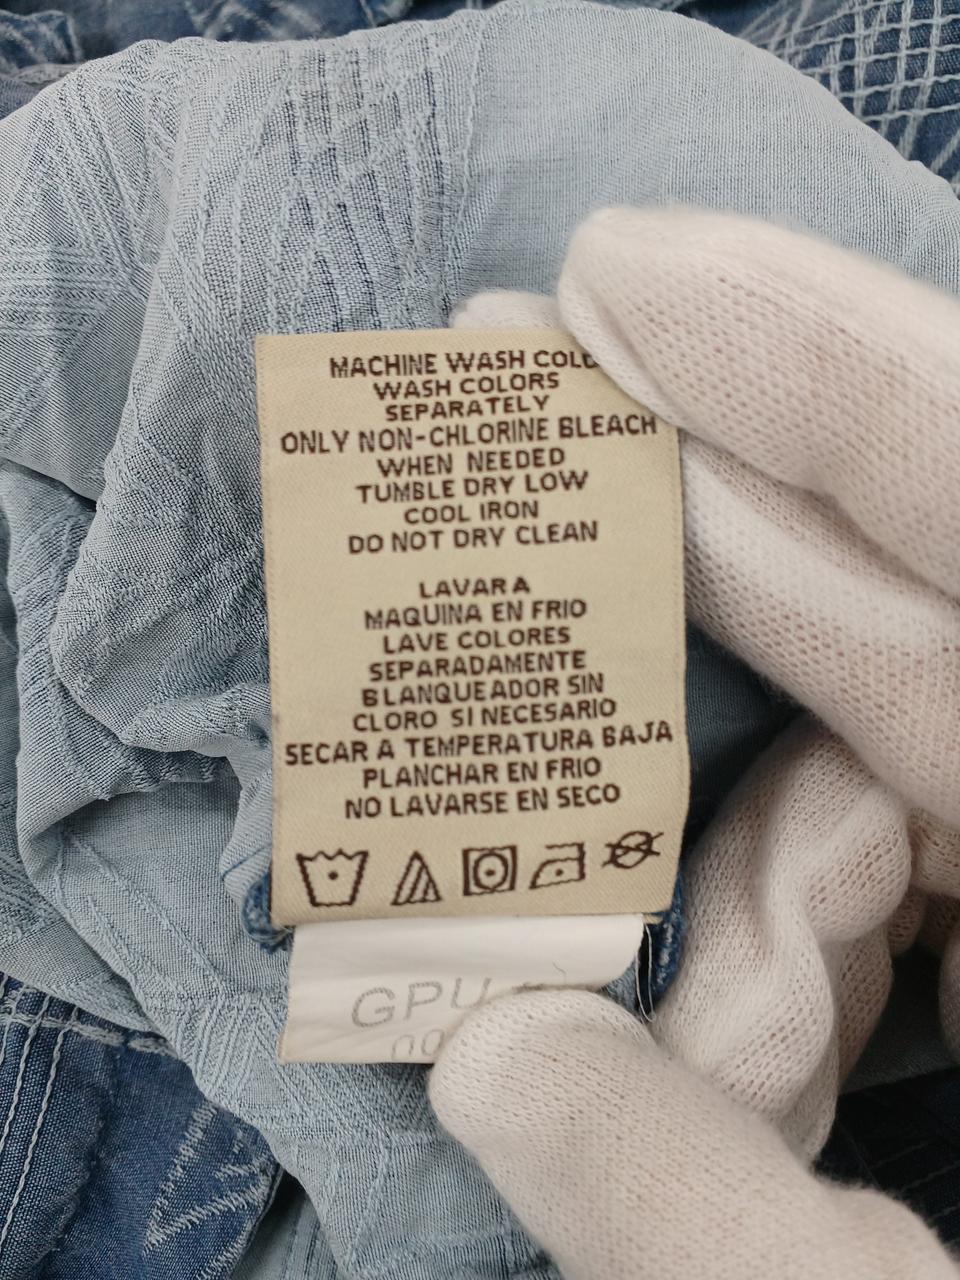 MACHINE WASH COLD
WASH COLORS
SEPARATELY
ONLY NON-CHLORINE BLEACH
WHEN NEEDED
TUMBLE DRY LOW
COOL IRON
DO NOT DRY CLEAN
LAVAR A
MAQUINA EN FRIO
LAVE COLORES
SEPARADAMENTE
BLANQUEADOR SIN
CLORO SI NECESARIO
SECAR A TEMPERATURA BAJA
PLANCHAR EN FRIO
NO LAVARSE EN SECO
GPU